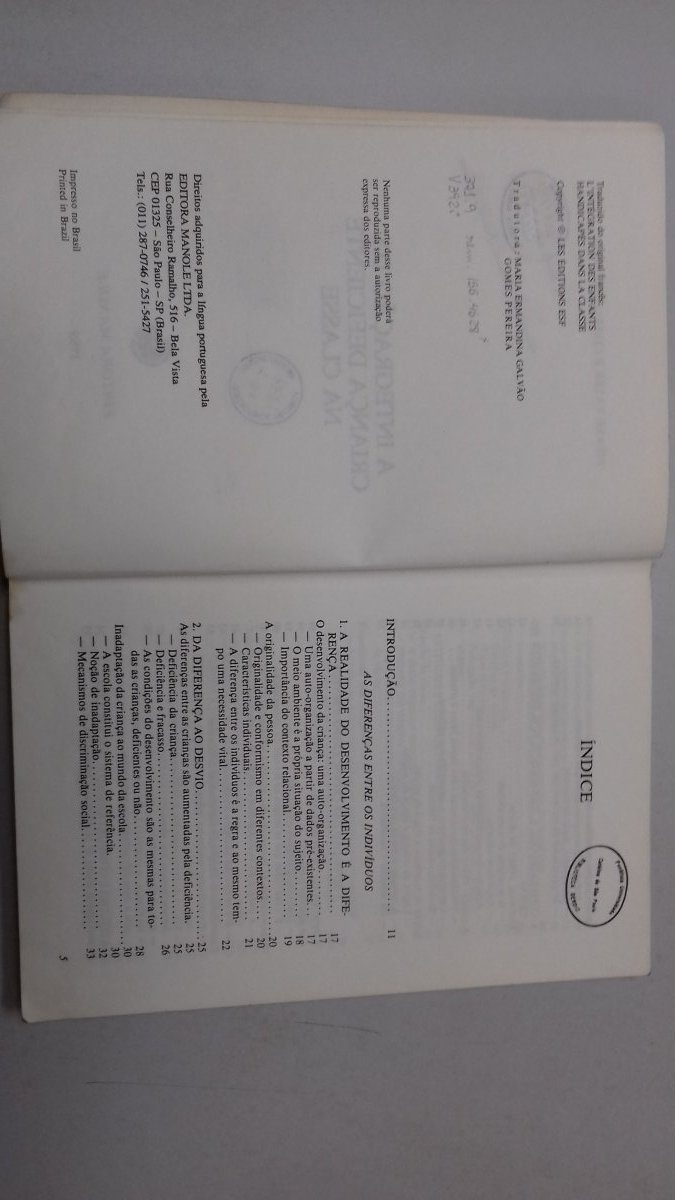 Traduzido do original francês:
L'INTÉGRATION DES ENFANTS
HANDICAPÉS DANS LA CLASSE
Copyright © LES ÉDITIONS ESF
Tradutora: MARIA ERMANDINA GALVÃO
GOMES PEREIRA
Nenhuma parte desse livro poderá
ser reproduzida sem a autorização
expressa dos editores.
Direitos adquiridos para a língua portuguesa pela
EDITORA MANOLE LTDA.
Rua Conselheiro Ramalho, 516 – Bela Vista
CEP 01325 – São Paulo – SP (Brasil)
Tels.: (011) 287-0746 / 251-5427
Impresso no Brasil
Printed in Brazil
ÍNDICE
INTRODUÇÃO........................................ 11
AS DIFERENÇAS ENTRE OS INDIVÍDUOS
1. A REALIDADE DO DESENVOLVIMENTO É A DIFE-
RENÇA........................................ 17
O desenvolvimento da criança: uma auto-organização........ 17
— Uma auto-organização a partir de dados pré-existentes... 17
— O meio ambiente é a própria situação do sujeito........ 18
— Importância do contexto relacional.................. 19
A originalidade da pessoa.............................20
— Originalidade e conformismo em diferentes contextos.... 20
— Características individuais......................... 21
— A diferença entre os indivíduos é a regra e ao mesmo tem-
po uma necessidade vital........................... 22
2. DA DIFERENÇA AO DESVIO........................ 25
As diferenças entre as crianças são aumentadas pela deficiência. 25
— Deficiência da criança............................. 25
— Deficiência e fracasso.............................. 26
— As condições do desenvolvimento são as mesmas para to-
das as crianças, deficientes ou não................... 28
Inadaptação da criança ao mundo da escola................ 30
— A escola constitui o sistema de referência............. 30
— Noção de inadaptação............................. 32
— Mecanismos de discriminação social.................. 33
5